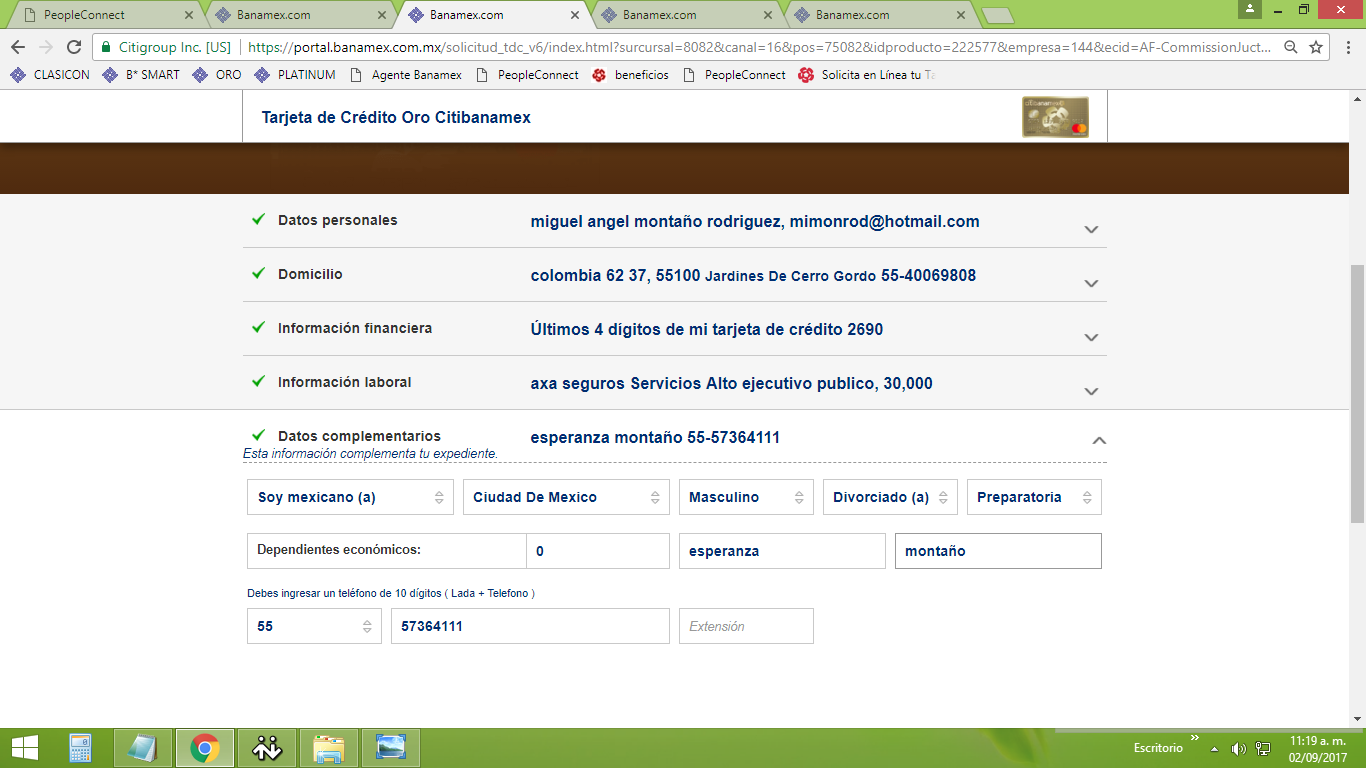 PeopleConnect
Banamex.com
Banamex.com
Banamex.com
Banamex.com
Citigroup Inc. [US] https://portal.banamex.com.mx/solicitud_tdc_v6/index.html?surcursal=8082&canal=16&pos=75082&idproducto=222577&empresa=144&ecid=AF-CommissionJuct...
CLASICON B* SMART ORO PLATINUM Agente Banamex PeopleConnect beneficios PeopleConnect Solicita en Línea tu Ta
Tarjeta de Crédito Oro Citibanamex
Datos personales miguel angel montaño rodriguez, mimonrod@hotmail.com
Domicilio colombia 62 37, 55100 Jardines De Cerro Gordo 55-40069808
Información financiera Últimos 4 dígitos de mi tarjeta de crédito 2690
Información laboral axa seguros Servicios Alto ejecutivo publico, 30,000
Datos complementarios esperanza montaño 55-57364111
Esta información complementa tu expediente.
Soy mexicano (a) Ciudad De Mexico Masculino Divorciado (a) Preparatoria
Dependientes económicos: 0 esperanza montaño
Debes ingresar un teléfono de 10 dígitos ( Lada + Telefono )
55 57364111 Extensión
Escritorio
11:19 a. m.
02/09/2017